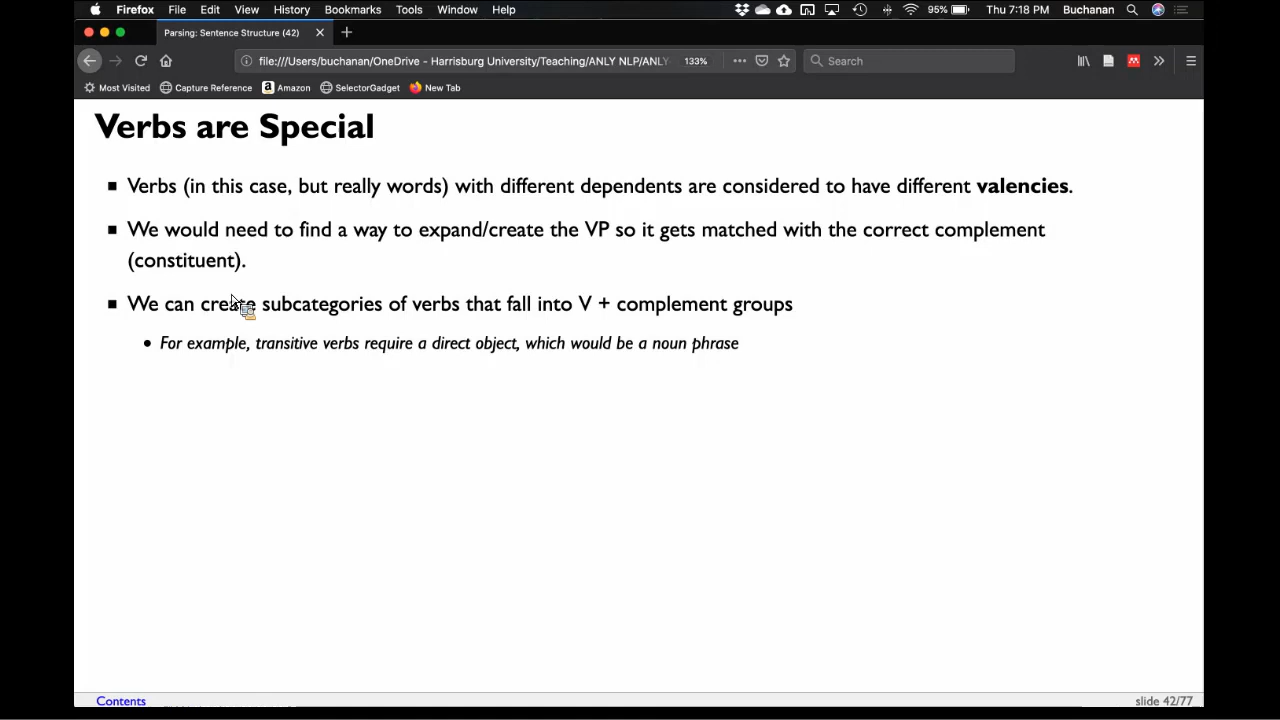 Firefox File Edit View History Bookmarks Tools Window Help 95% Thu 7:18 PM Buchanan
Parsing: Sentence Structure (42)
file:///Users/buchanan/OneDrive - Harrisburg University/Teaching/ANLY NLP/ANLY 133% Search
Most Visited Capture Reference Amazon SelectorGadget New Tab
Verbs are Special
Verbs (in this case, but really words) with different dependents are considered to have different valencies.
We would need to find a way to expand/create the VP so it gets matched with the correct complement
(constituent).
We can create subcategories of verbs that fall into V + complement groups
For example, transitive verbs require a direct object, which would be a noun phrase
Contents slide 42/77